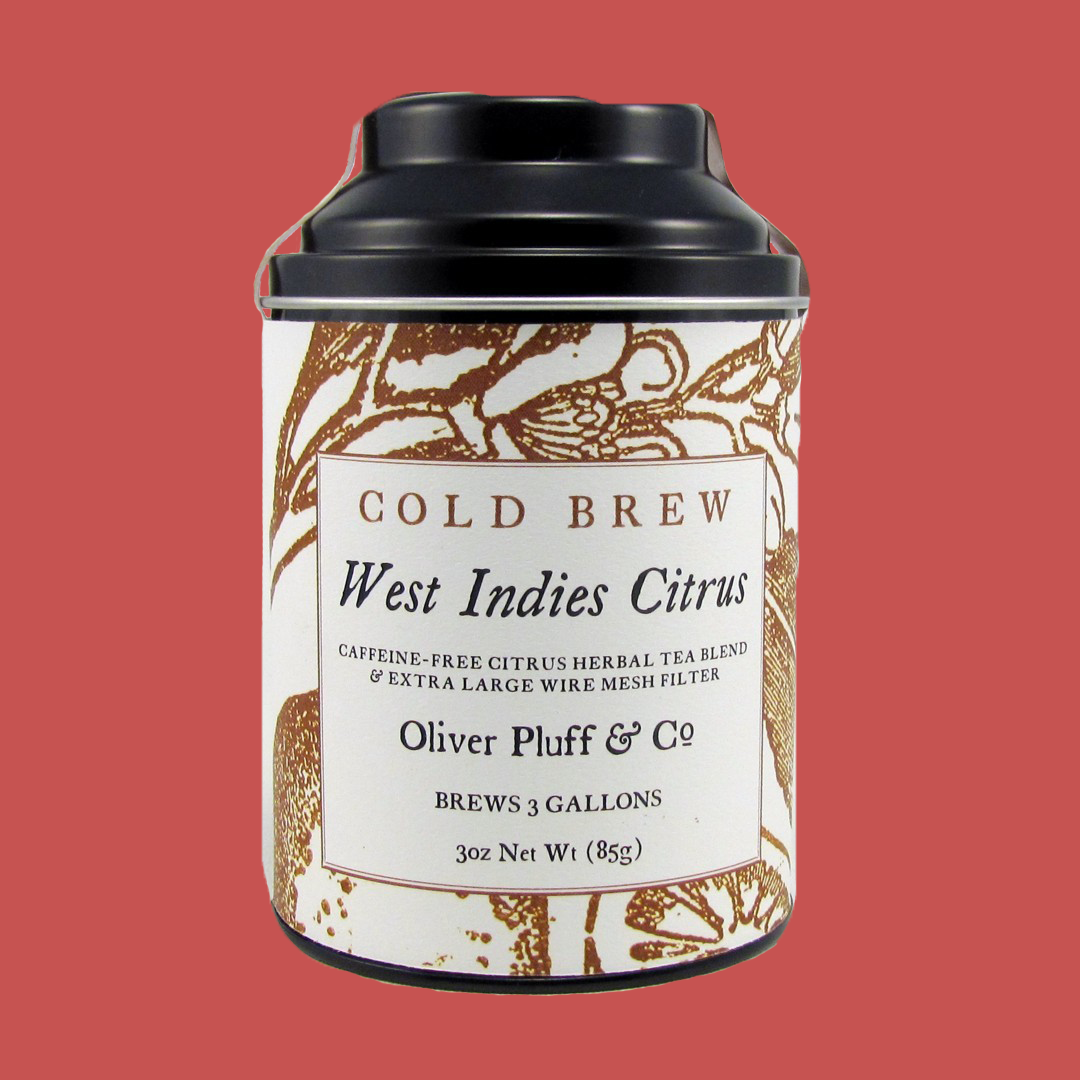 COLD BREW
West Indies Citrus
CAFFEINE-FREE CITRUS HERBAL TEA BLEND
& EXTRA LARGE WIRE MESH FILTER
Oliver Pluff & Cº
BREWS 3 GALLONS
3oz Net Wt (85g)